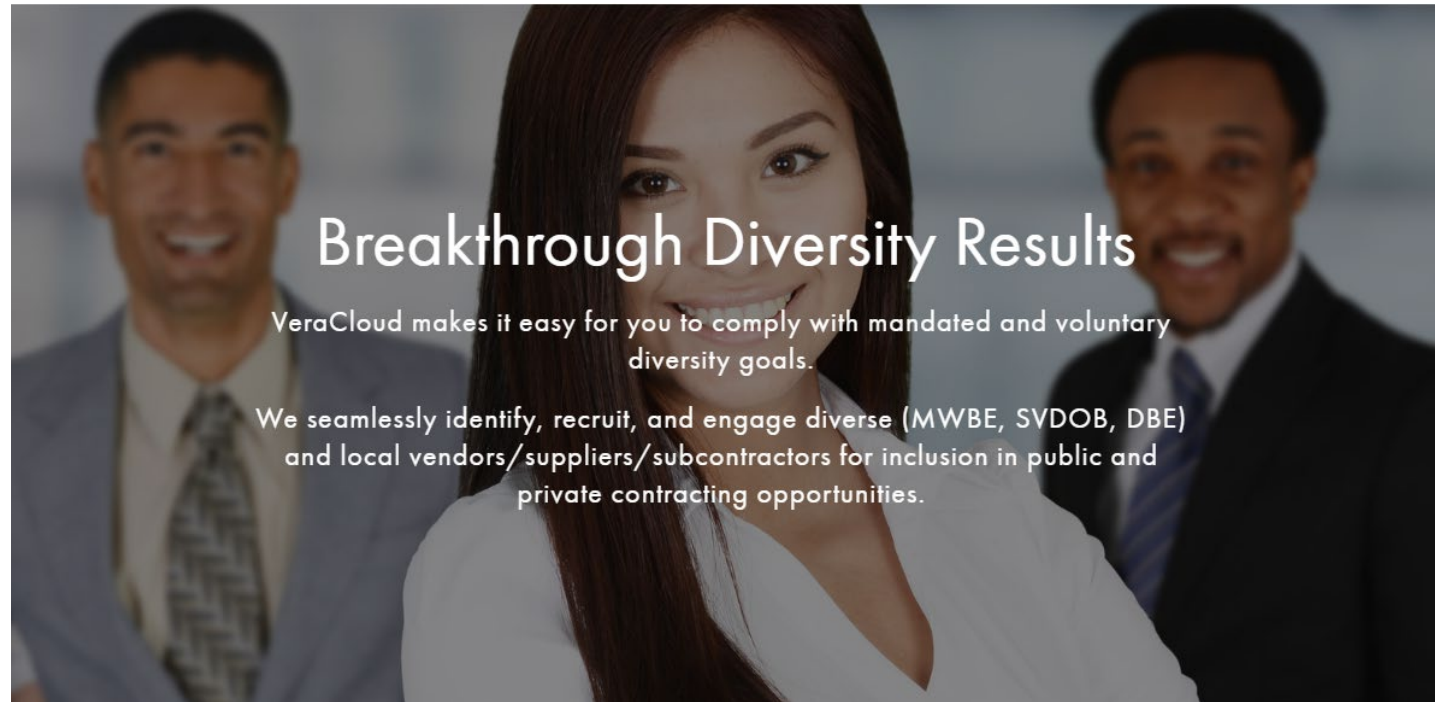 Breakthrough Diversity Results
VeraCloud makes it easy for you to comply with mandated and voluntary
diversity goals.
We seamlessly identify, recruit, and engage diverse (MWBE, SVDOB, DBE)
and local vendors/suppliers/subcontractors for inclusion in public and
private contracting opportunities.